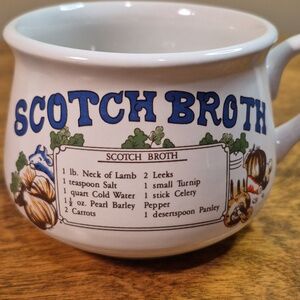 SCOTCH BROTH
SCOTCH BROTH
1 lb. Neck of Lamb
1 teaspoon Salt
1 quart Cold Water
1½ oz. Pearl Barley
2 Carrots
2 Leeks
1 small Turnip
1 stick Celery
Pepper
1 desertspoon Parsley